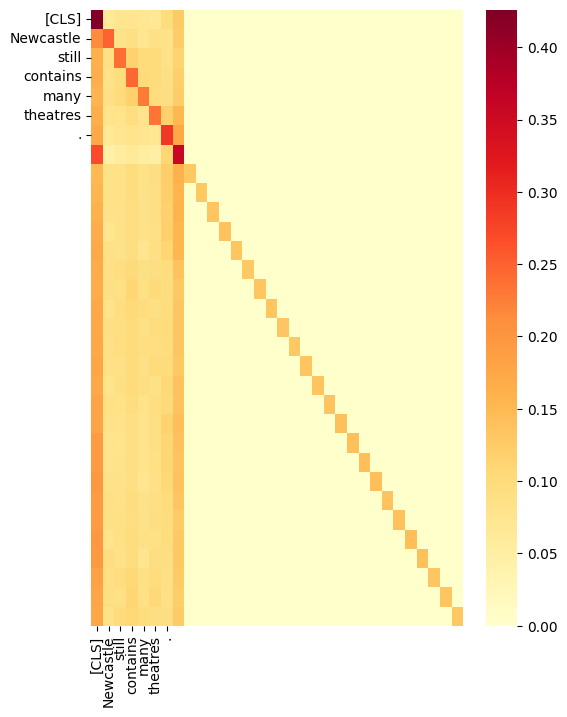 [CLS]
Newcastle
still
contains
many
theatres
.
[CLS]
Newcastle
still
contains
many
theatres
.
0.40
0.35
0.30
0.25
0.20
0.15
0.10
0.05
0.00